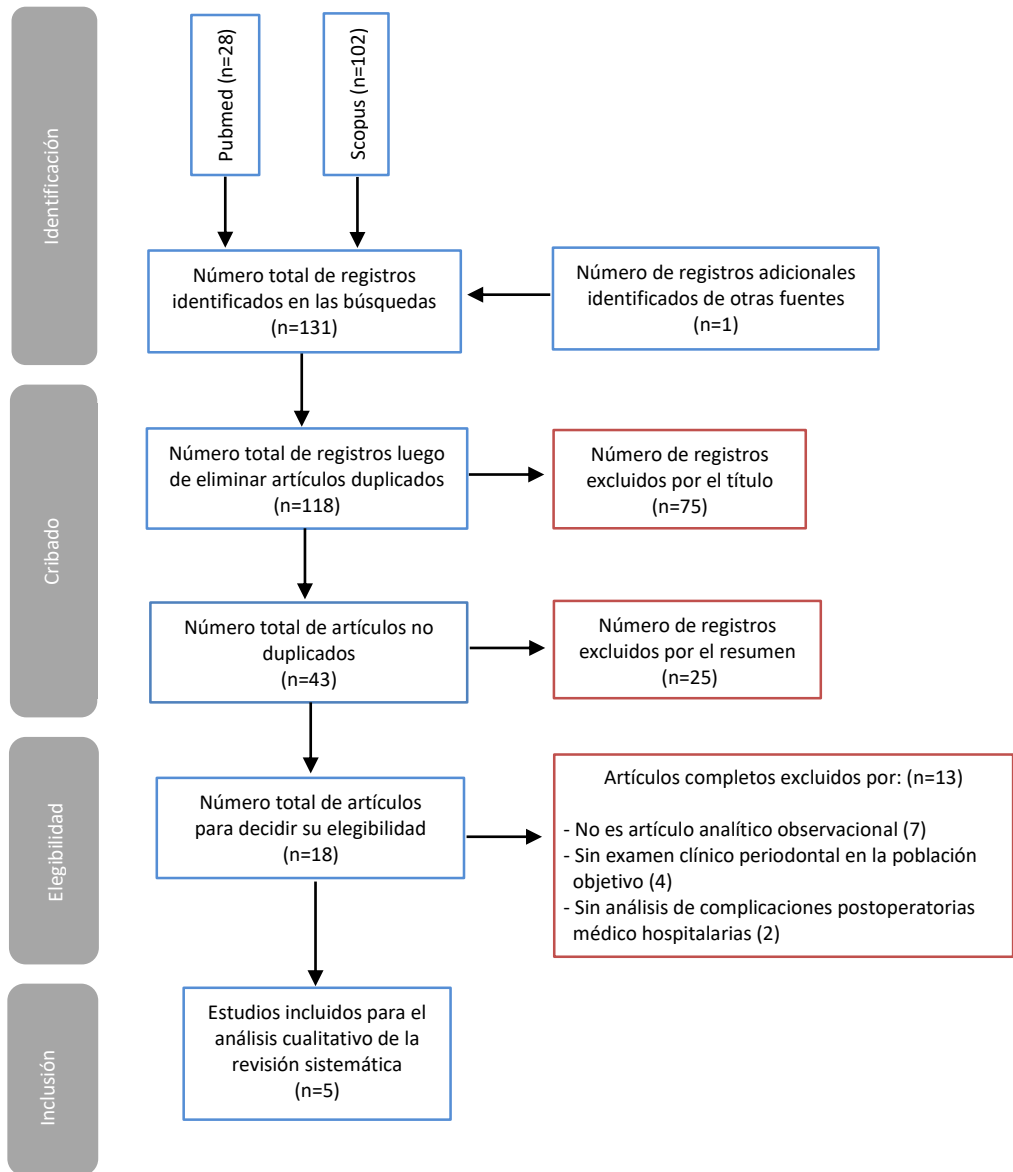 Identificación
Pubmed (n=28)
Scopus (n=102)
Número total de registros
identificados en las búsquedas
(n=131)
Número de registros adicionales
identificados de otras fuentes
(n=1)
Cribado
Número total de registros luego
de eliminar artículos duplicados
(n=118)
Número de registros
excluidos por el título
(n=75)
Número total de artículos no
duplicados
(n=43)
Número de registros
excluidos por el resumen
(n=25)
Elegibilidad
Número total de artículos
para decidir su elegibilidad
(n=18)
Artículos completos excluidos por: (n=13)
- No es artículo analítico observacional (7)
- Sin examen clínico periodontal en la población
objetivo (4)
- Sin análisis de complicaciones postoperatorias
médico hospitalarias (2)
Inclusión
Estudios incluidos para el
análisis cualitativo de la
revisión sistemática
(n=5)